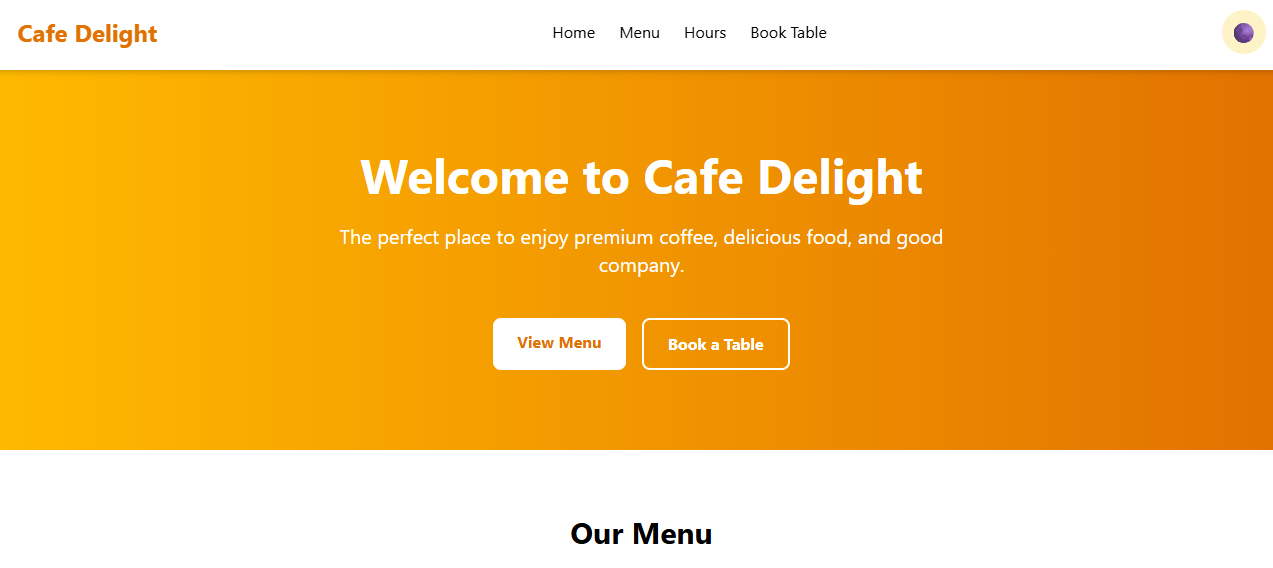 Cafe Delight
Home Menu Hours Book Table
Welcome to Cafe Delight
The perfect place to enjoy premium coffee, delicious food, and good
company.
View Menu Book a Table
Our Menu